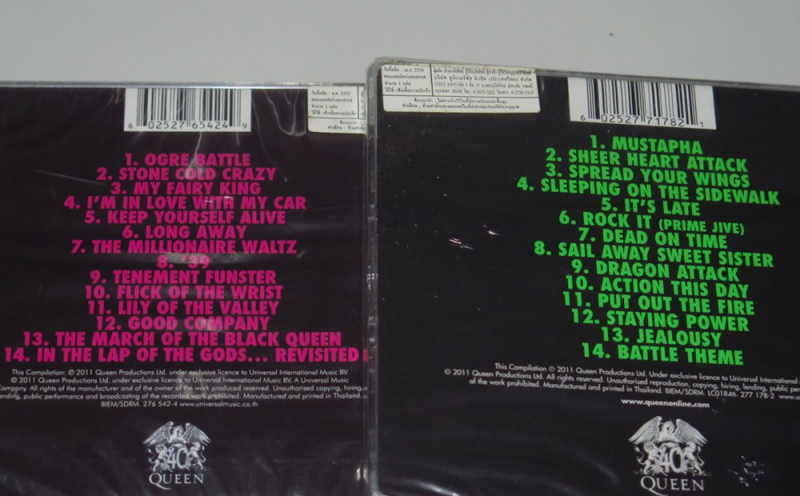 6 02527 65424 9
1. OGRE BATTLE
2. STONE COLD CRAZY
3. MY FAIRY KING
4. I'M IN LOVE WITH MY CAR
5. KEEP YOURSELF ALIVE
6. LONG AWAY
7. THE MILLIONAIRE WALTZ
8. '39
9. TENEMENT FUNSTER
10. FLICK OF THE WRIST
11. LILY OF THE VALLEY
12. GOOD COMPANY
13. THE MARCH OF THE BLACK QUEEN
14. IN THE LAP OF THE GODS... REVISITED
This Compilation: ℗ 2011 Queen Productions Ltd. under exclusive licence to Universal International Music BV.
© 2011 Queen Productions Ltd. under exclusive licence to Universal International Music BV. A Universal Music
Company. All rights of the manufacturer and of the owner of the work produced reserved. Unauthorised copying, hiring,
lending, public performance and broadcasting of the recorded work prohibited. Manufactured and printed in Thailand.
BIEM/SDRM. 276 542-4 www.universalmusic.co.th
40
QUEEN
6 02527 71782 1
1. MUSTAPHA
2. SHEER HEART ATTACK
3. SPREAD YOUR WINGS
4. SLEEPING ON THE SIDEWALK
5. IT'S LATE
6. ROCK IT (PRIME JIVE)
7. DEAD ON TIME
8. SAIL AWAY SWEET SISTER
9. DRAGON ATTACK
10. ACTION THIS DAY
11. PUT OUT THE FIRE
12. STAYING POWER
13. JEALOUSY
14. BATTLE THEME
This Compilation: ℗ 2011 Queen Productions Ltd. Under exclusive licence to Universal International
© 2011 Queen Productions Ltd. under exclusive licence to Universal International Music BV. All rights reserved. Unauthorised reproduction, copying, hiring, lending, public
of the work prohibited. Manufactured and printed in Thailand. BIEM/SDRM. LC01846. 277 178-2
www.queenonline.com
40
QUEEN